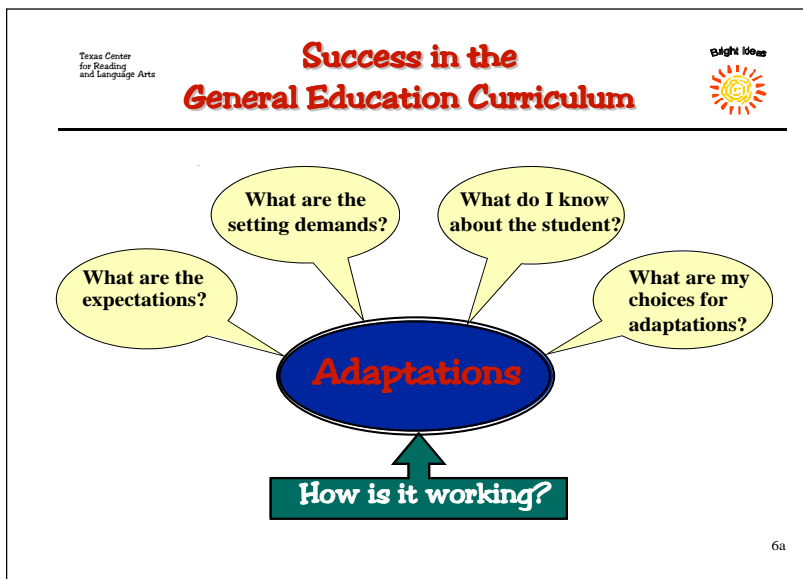 Texas Center
for Reading
and Language Arts
Success in the
General Education Curriculum
Bright Ideas
What are the
setting demands?
What do I know
about the student?
What are the
expectations?
What are my
choices for
adaptations?
Adaptations
How is it working?
6a